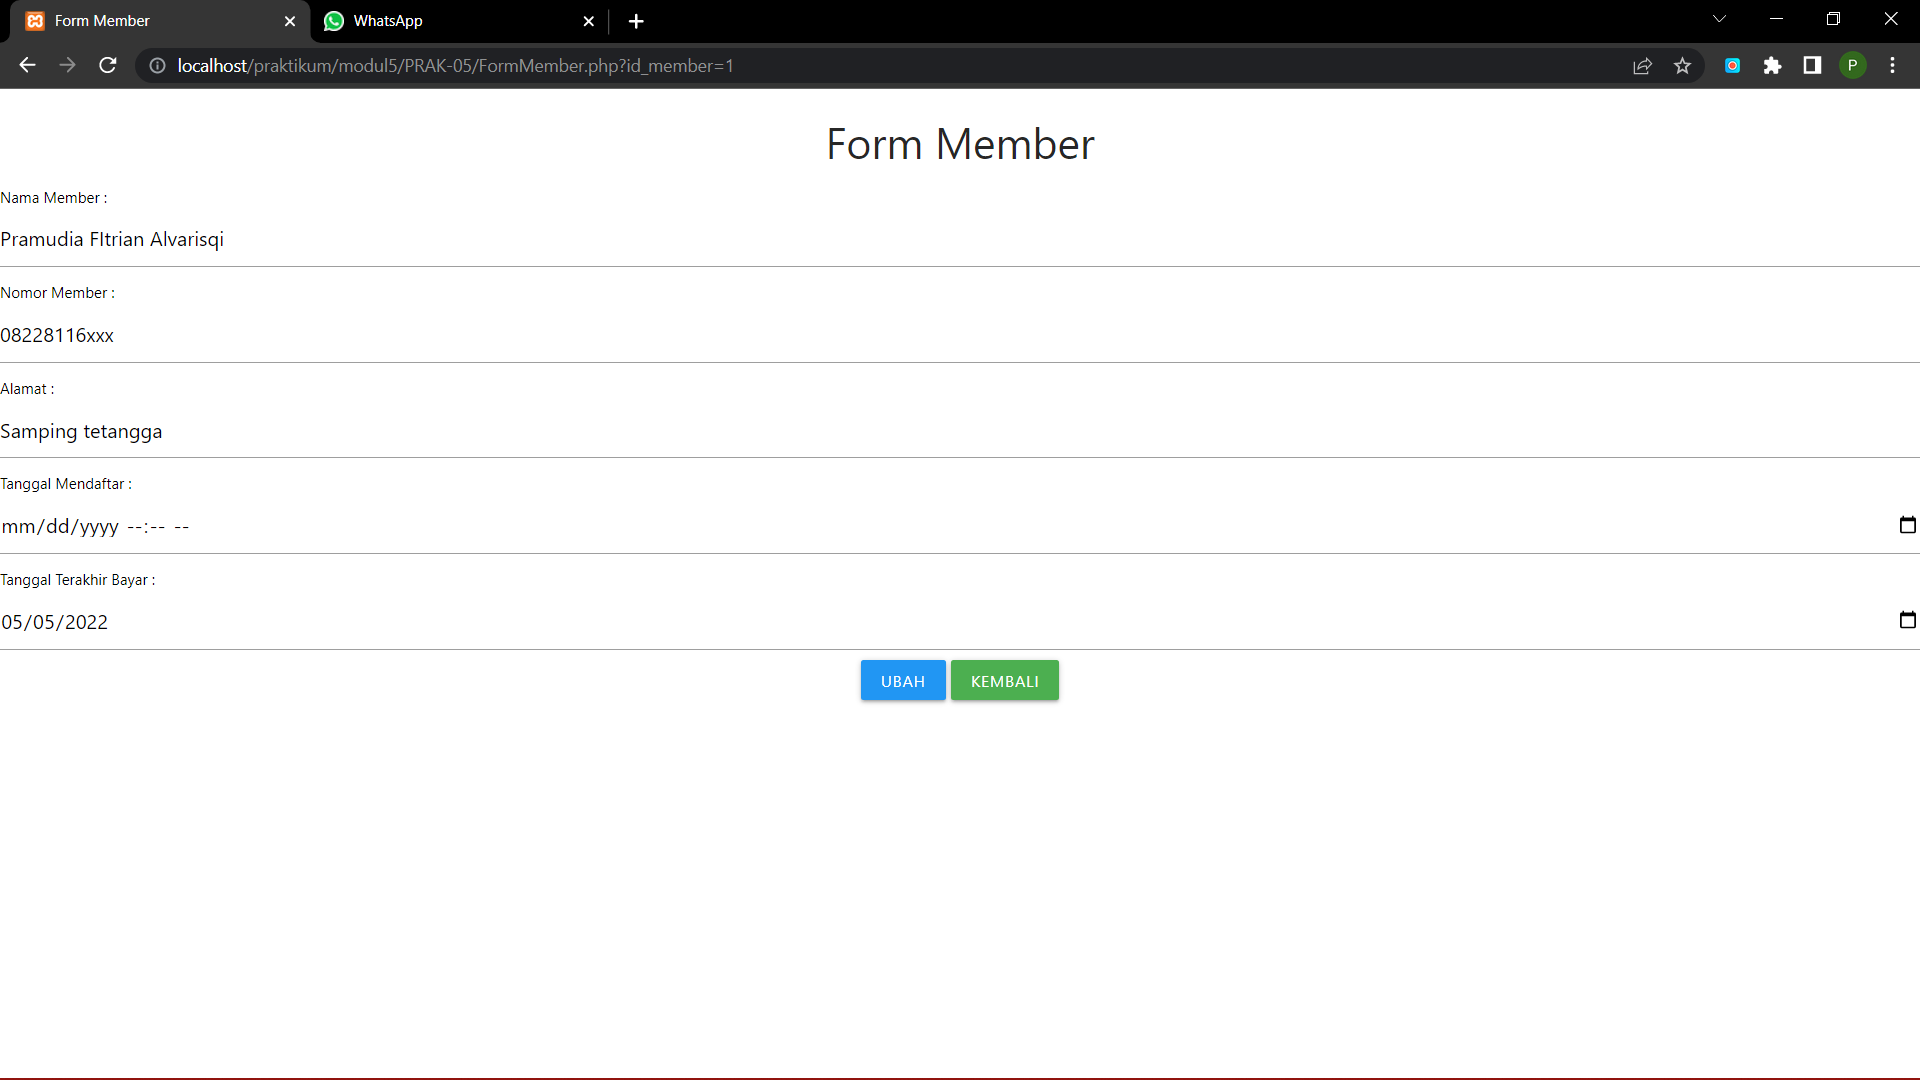 Form Member
WhatsApp
localhost/praktikum/modul5/PRAK-05/FormMember.php?id_member=1
P
Form Member
Nama Member :
Pramudia FItrian Alvarisqi
Nomor Member :
08228116xxx
Alamat :
Samping tetangga
Tanggal Mendaftar :
mm/dd/yyyy --:-- --
Tanggal Terakhir Bayar :
05/05/2022
UBAH KEMBALI